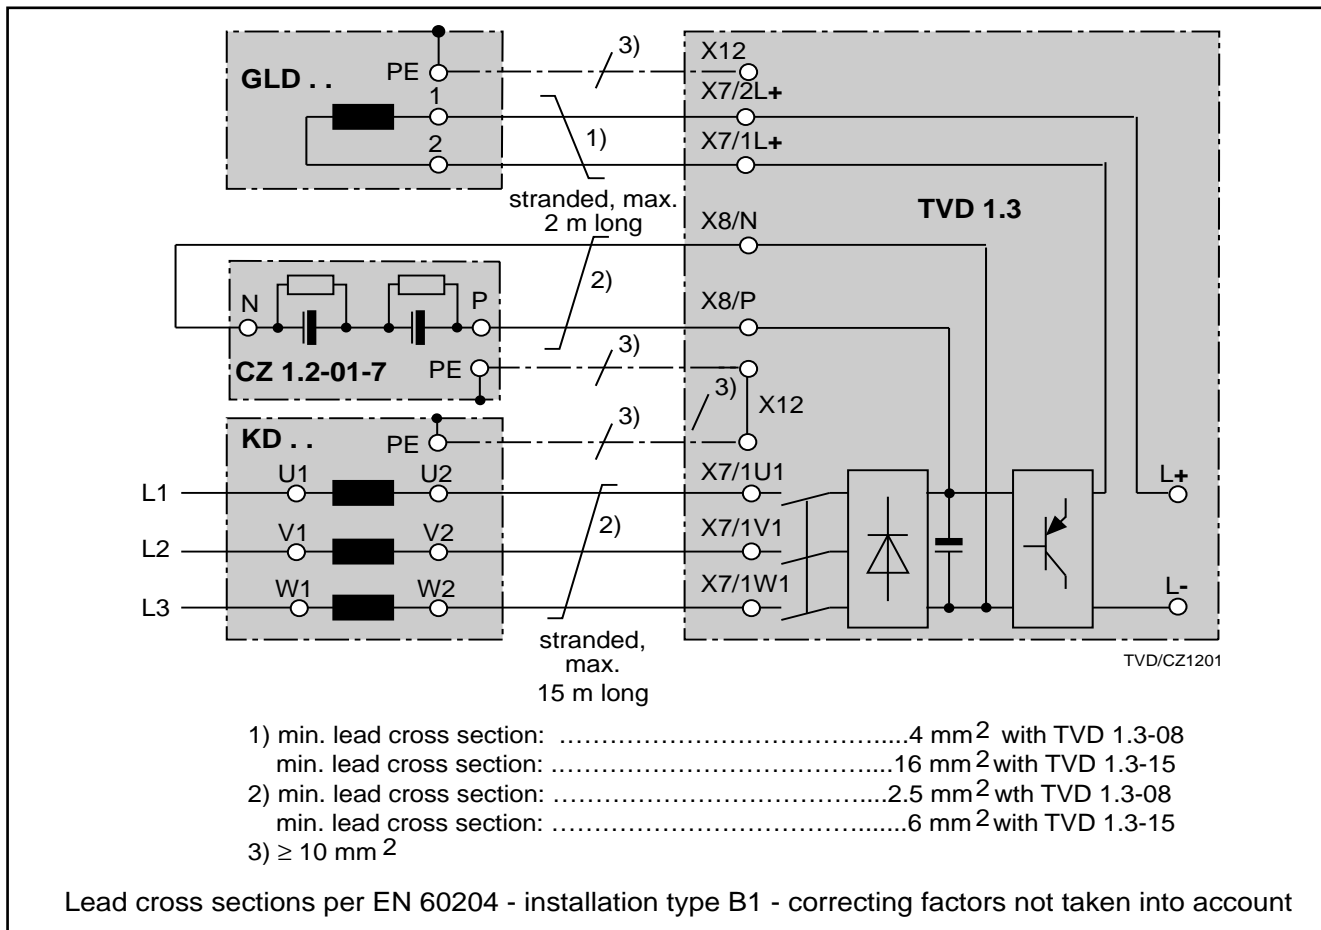 GLD . .
PE
1
2
3)
1)
stranded, max.
2 m long
X12
X7/2L+
X7/1L+
TVD 1.3
X8/N
2)
N
P
X8/P
CZ 1.2-01-7
PE
3)
3)
X12
KD . .
PE
3)
L1
U1
U2
X7/1U1
L+
L2
V1
V2
2)
X7/1V1
L3
W1
W2
X7/1W1
L-
stranded,
max.
15 m long
TVD/CZ1201
1) min. lead cross section: ........................................4 mm2 with TVD 1.3-08
min. lead cross section: ........................................16 mm2 with TVD 1.3-15
2) min. lead cross section: ........................................2.5 mm2 wth TVD 1.3-08
min. lead cross section: ........................................6 mm2 with TVD 1.3-15
3) ≥ 10 mm 2
Lead cross sections per EN 60204 - installation type B1 - correcting factors not taken into account